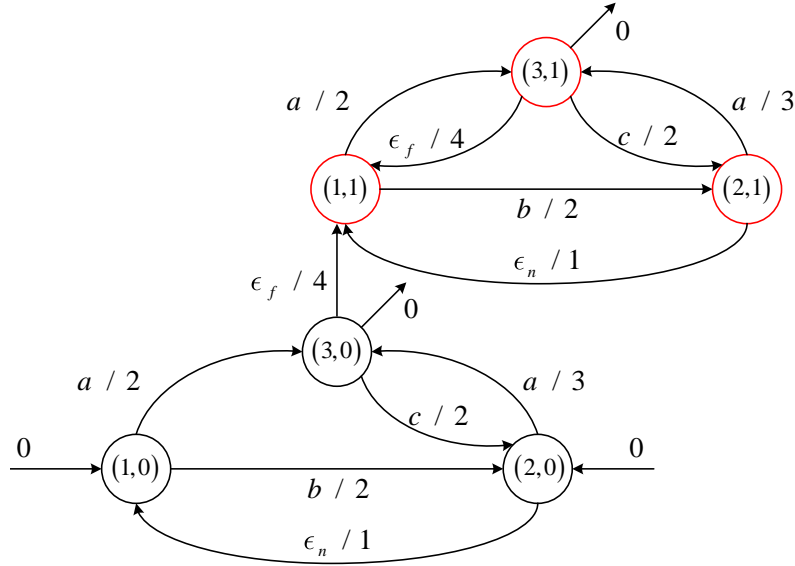 0
(3,1)
a / 2
a / 3
ϵ_f / 4
c / 2
(1,1)
(2,1)
b / 2
ϵ_n / 1
ϵ_f / 4
0
(3,0)
a / 2
a / 3
c / 2
0
0
(1,0)
(2,0)
b / 2
ϵ_n / 1